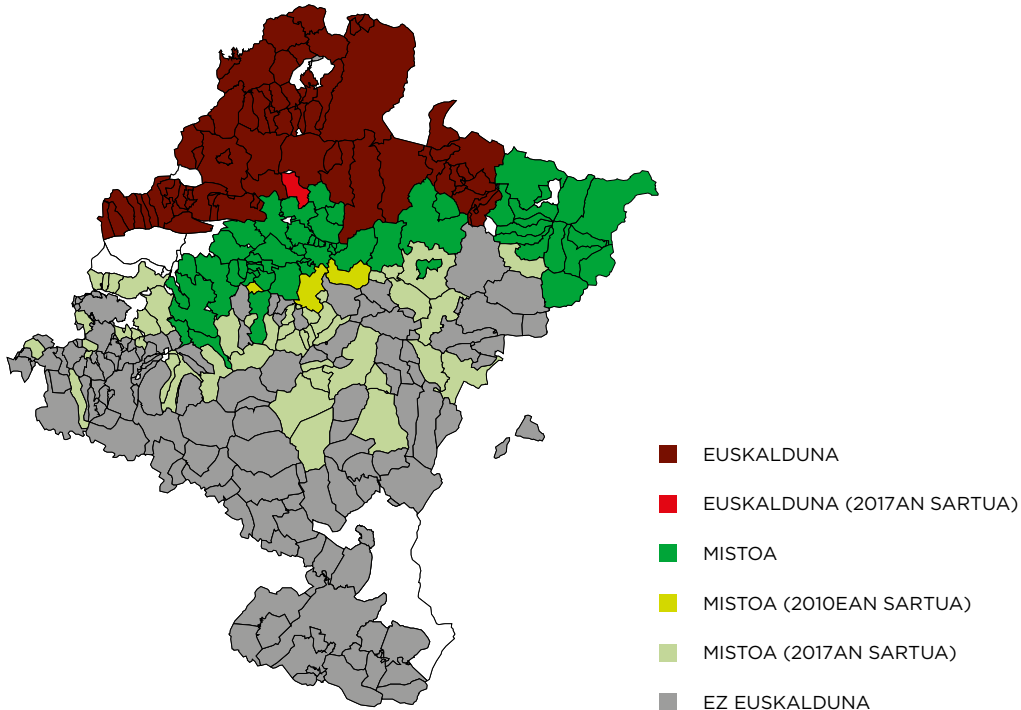 EUSKALDUNA
EUSKALDUNA (2017AN SARTUA)
MISTOA
MISTOA (2010EAN SARTUA)
MISTOA (2017AN SARTUA)
EZ EUSKALDUNA